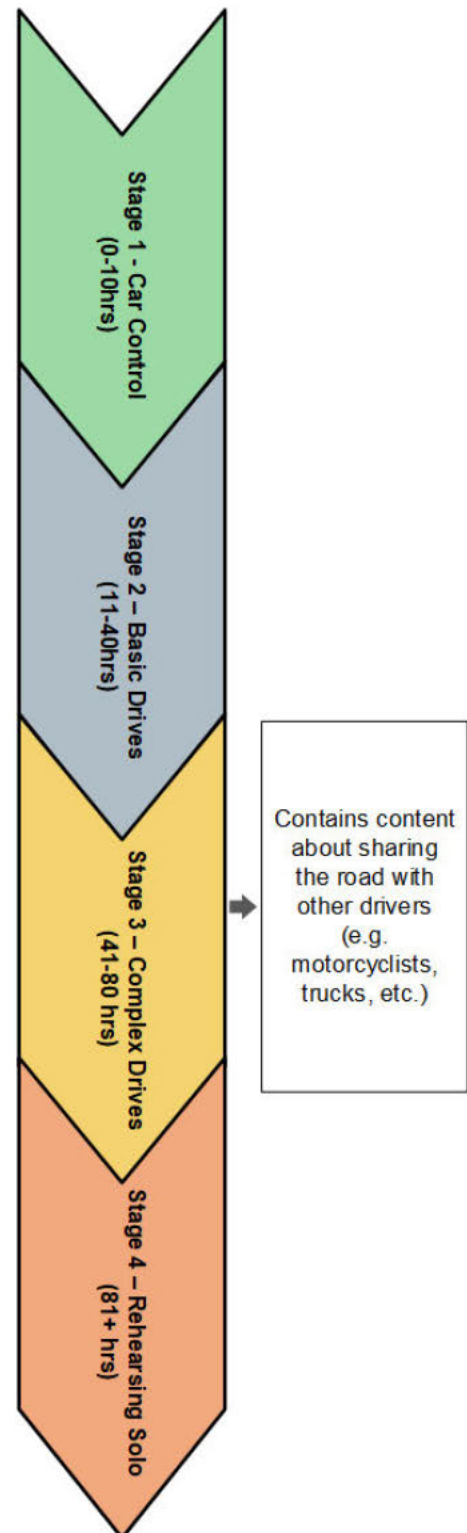 Stage 1 - Car Control
(0-10hrs)
Stage 2 – Basic Drives
(11-40hrs)
Stage 3 – Complex Drives
(41-80 hrs)
Contains content
about sharing
the road with
other drivers
(e.g.
motorcyclists,
trucks, etc.)
Stage 4 – Rehearsing Solo
(81+ hrs)